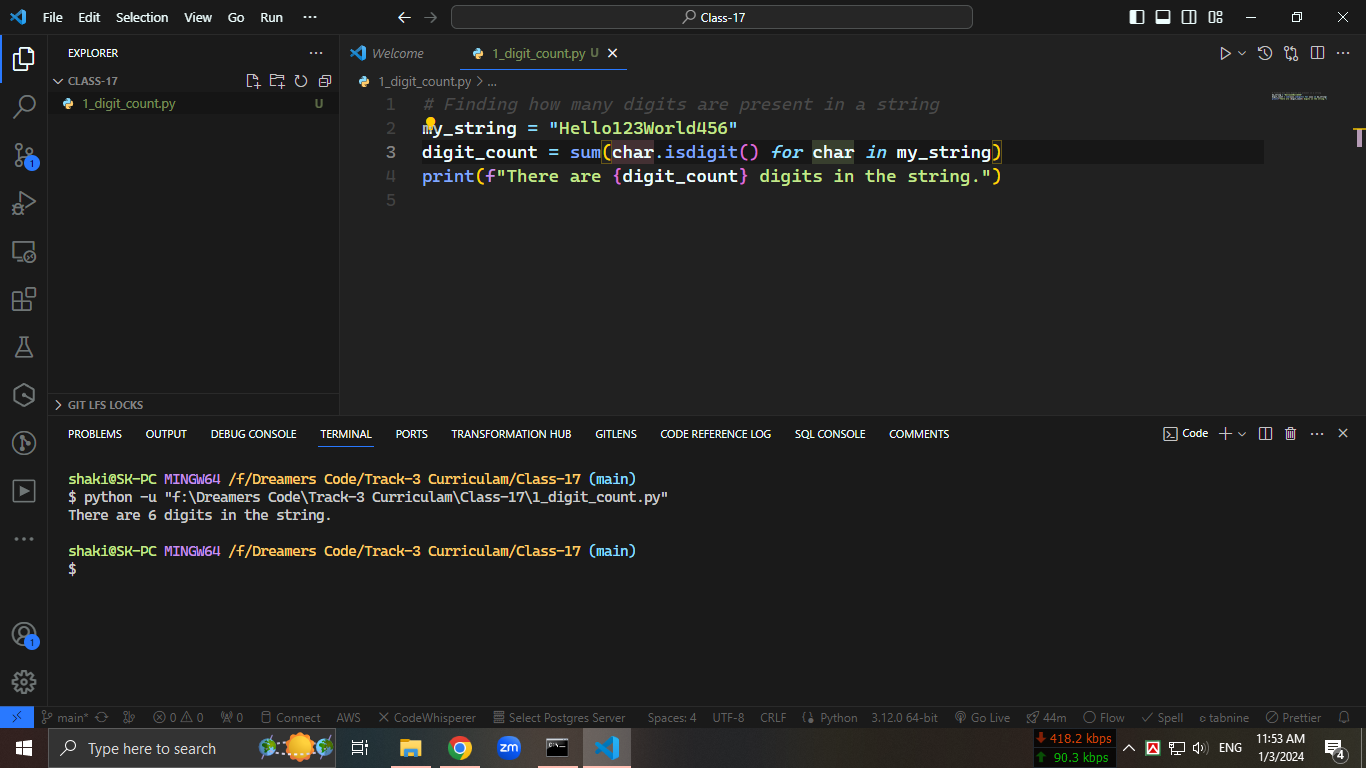 File Edit Selection View Go Run ··· Class-17
EXPLORER ···
CLASS-17
1_digit_count.py U
GIT LFS LOCKS
1
1
Welcome 1_digit_count.py U
1_digit_count.py > ...
1 # Finding how many digits are present in a string
2 my_string = "Hello123World456"
3 digit_count = sum(char.isdigit() for char in my_string)
4 print(f"There are {digit_count} digits in the string.")
5
PROBLEMS OUTPUT DEBUG CONSOLE TERMINAL PORTS TRANSFORMATION HUB GITLENS CODE REFERENCE LOG SQL CONSOLE COMMENTS Code
shaki@SK-PC MINGW64 /f/Dreamers Code/Track-3 Curriculam/Class-17 (main)
$ python -u "f:\Dreamers Code\Track-3 Curriculam\Class-17\1_digit_count.py"
There are 6 digits in the string.
shaki@SK-PC MINGW64 /f/Dreamers Code/Track-3 Curriculam/Class-17 (main)
$
main* 0 0 0 Connect AWS CodeWhisperer Select Postgres Server Spaces: 4 UTF-8 CRLF Python 3.12.0 64-bit Go Live 44m Flow Spell tabnine Prettier
Type here to search zm 418.2 kbps ENG 11:53 AM
90.3 kbps 1/3/2024 4